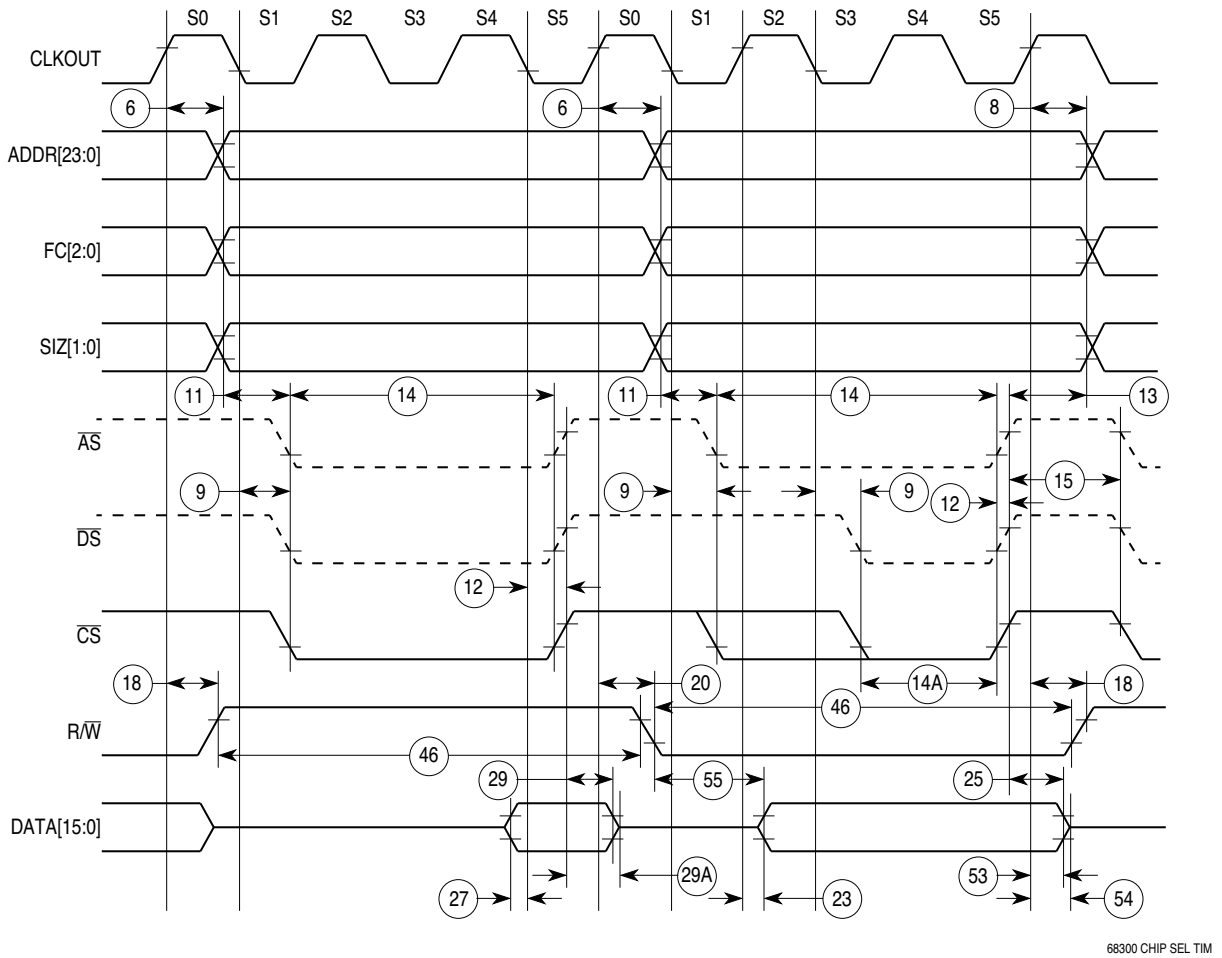 S0 S1 S2 S3 S4 S5 S0 S1 S2 S3 S4 S5
CLKOUT
6 6 8
ADDR[23:0]
FC[2:0]
SIZ[1:0]
11 14 11 14 13
AS
9 9 9 12 15
DS
12
CS
18 20 14A 18
R/W 46
46
29 55 25
DATA[15:0]
29A 53
27 23 54
68300 CHIP SEL TIM